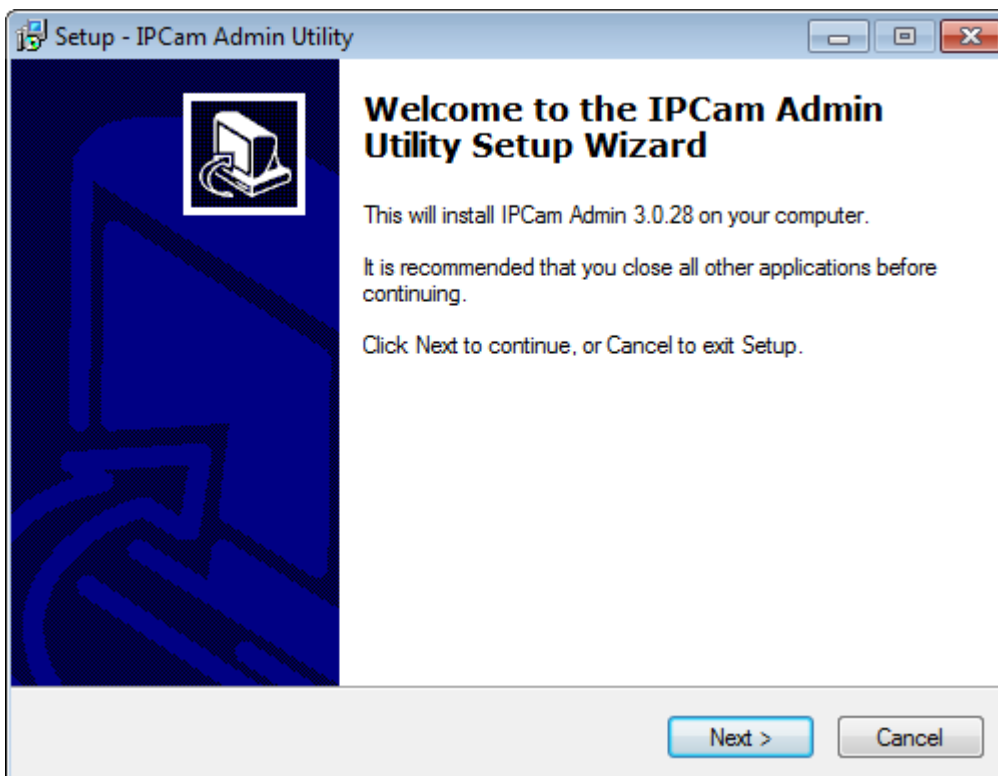 Setup - IPCam Admin Utility
Welcome to the IPCam Admin
Utility Setup Wizard
This will install IPCam Admin 3.0.28 on your computer.
It is recommended that you close all other applications before
continuing.
Click Next to continue, or Cancel to exit Setup.
Next >
Cancel